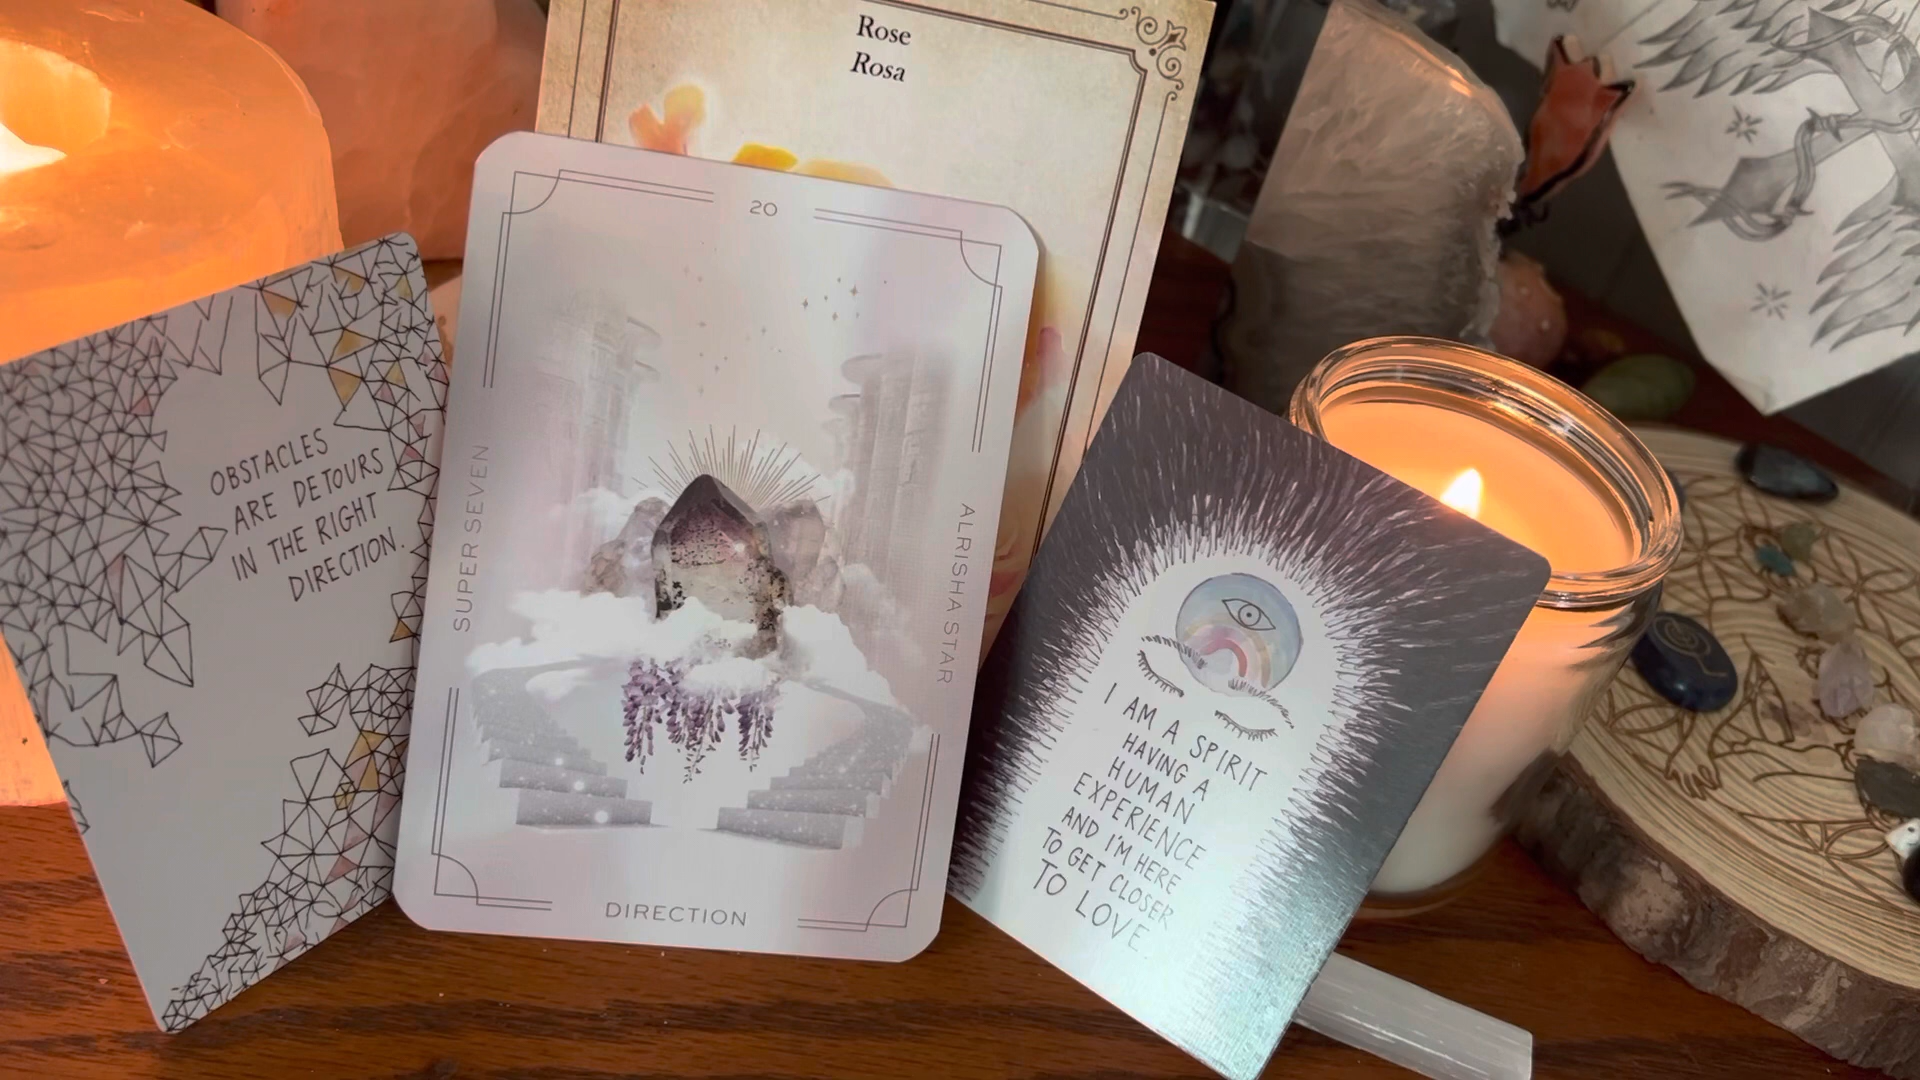 Rose
Rosa
OBSTACLES
ARE DETOURS
IN THE RIGHT
DIRECTION.
20
SUPER SEVEN
ALRISHA STAR
DIRECTION
I AM A SPIRIT
HAVING A
HUMAN
EXPERIENCE
AND I'M HERE
TO GET CLOSER
TO LOVE